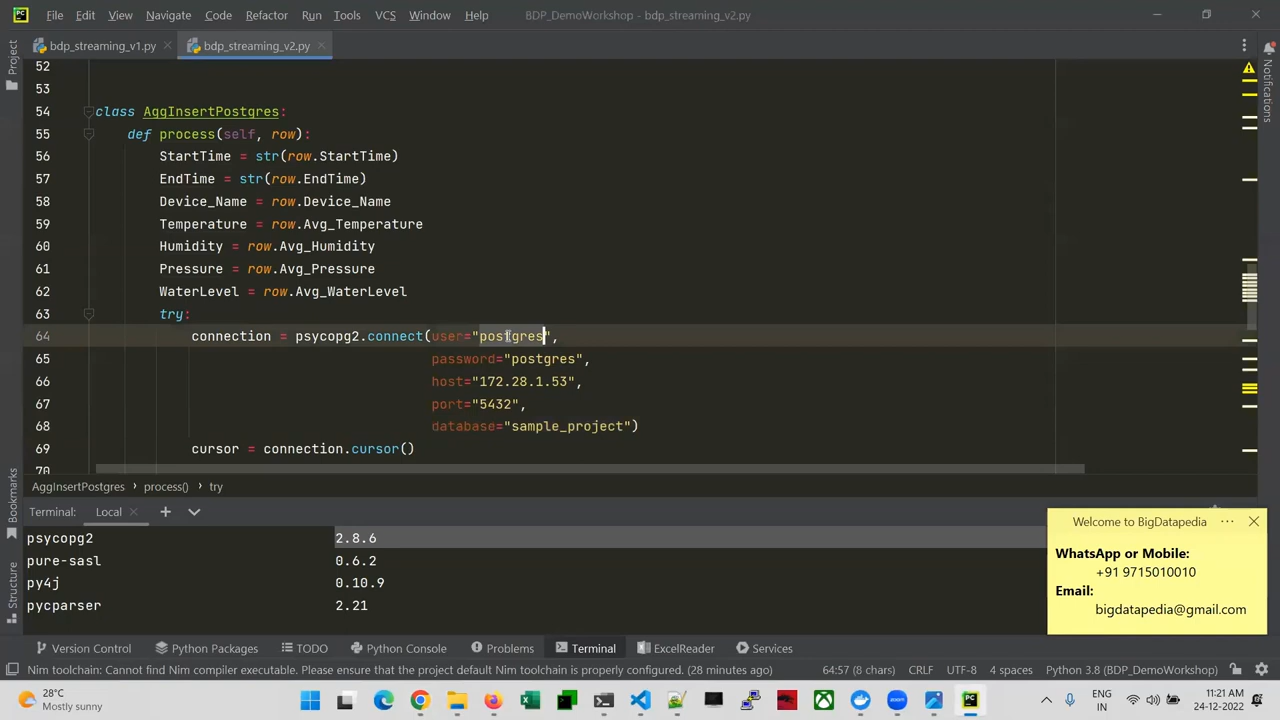 File Edit View Navigate Code Refactor Run Tools VCS Window Help BDP_DemoWorkshop - bdp_streaming_v2.py
bdp_streaming_v1.py bdp_streaming_v2.py
Project
Notifications
52
53
54 class AggInsertPostgres:
55 def process(self, row):
56 StartTime = str(row.StartTime)
57 EndTime = str(row.EndTime)
58 Device_Name = row.Device_Name
59 Temperature = row.Avg_Temperature
60 Humidity = row.Avg_Humidity
61 Pressure = row.Avg_Pressure
62 WaterLevel = row.Avg_WaterLevel
63 try:
64 connection = psycopg2.connect(user="postgres",
65 password="postgres",
66 host="172.28.1.53",
67 port="5432",
68 database="sample_project")
69 cursor = connection.cursor()
70
AggInsertPostgres › process() › try
Bookmarks
Structure
Terminal: Local
psycopg2 2.8.6
pure-sasl 0.6.2
py4j 0.10.9
pycparser 2.21
Welcome to BigDatapedia
WhatsApp or Mobile:
+91 9715010010
Email:
bigdatapedia@gmail.com
Version Control Python Packages TODO Python Console Problems Terminal ExcelReader Services
Nim toolchain: Cannot find Nim compiler executable. Please ensure that the project default Nim toolchain is properly configured. (28 minutes ago) 64:57 (8 chars) CRLF UTF-8 4 spaces Python 3.8 (BDP_DemoWorkshop)
28°C
Mostly sunny
ENG
IN
11:21 AM
24-12-2022